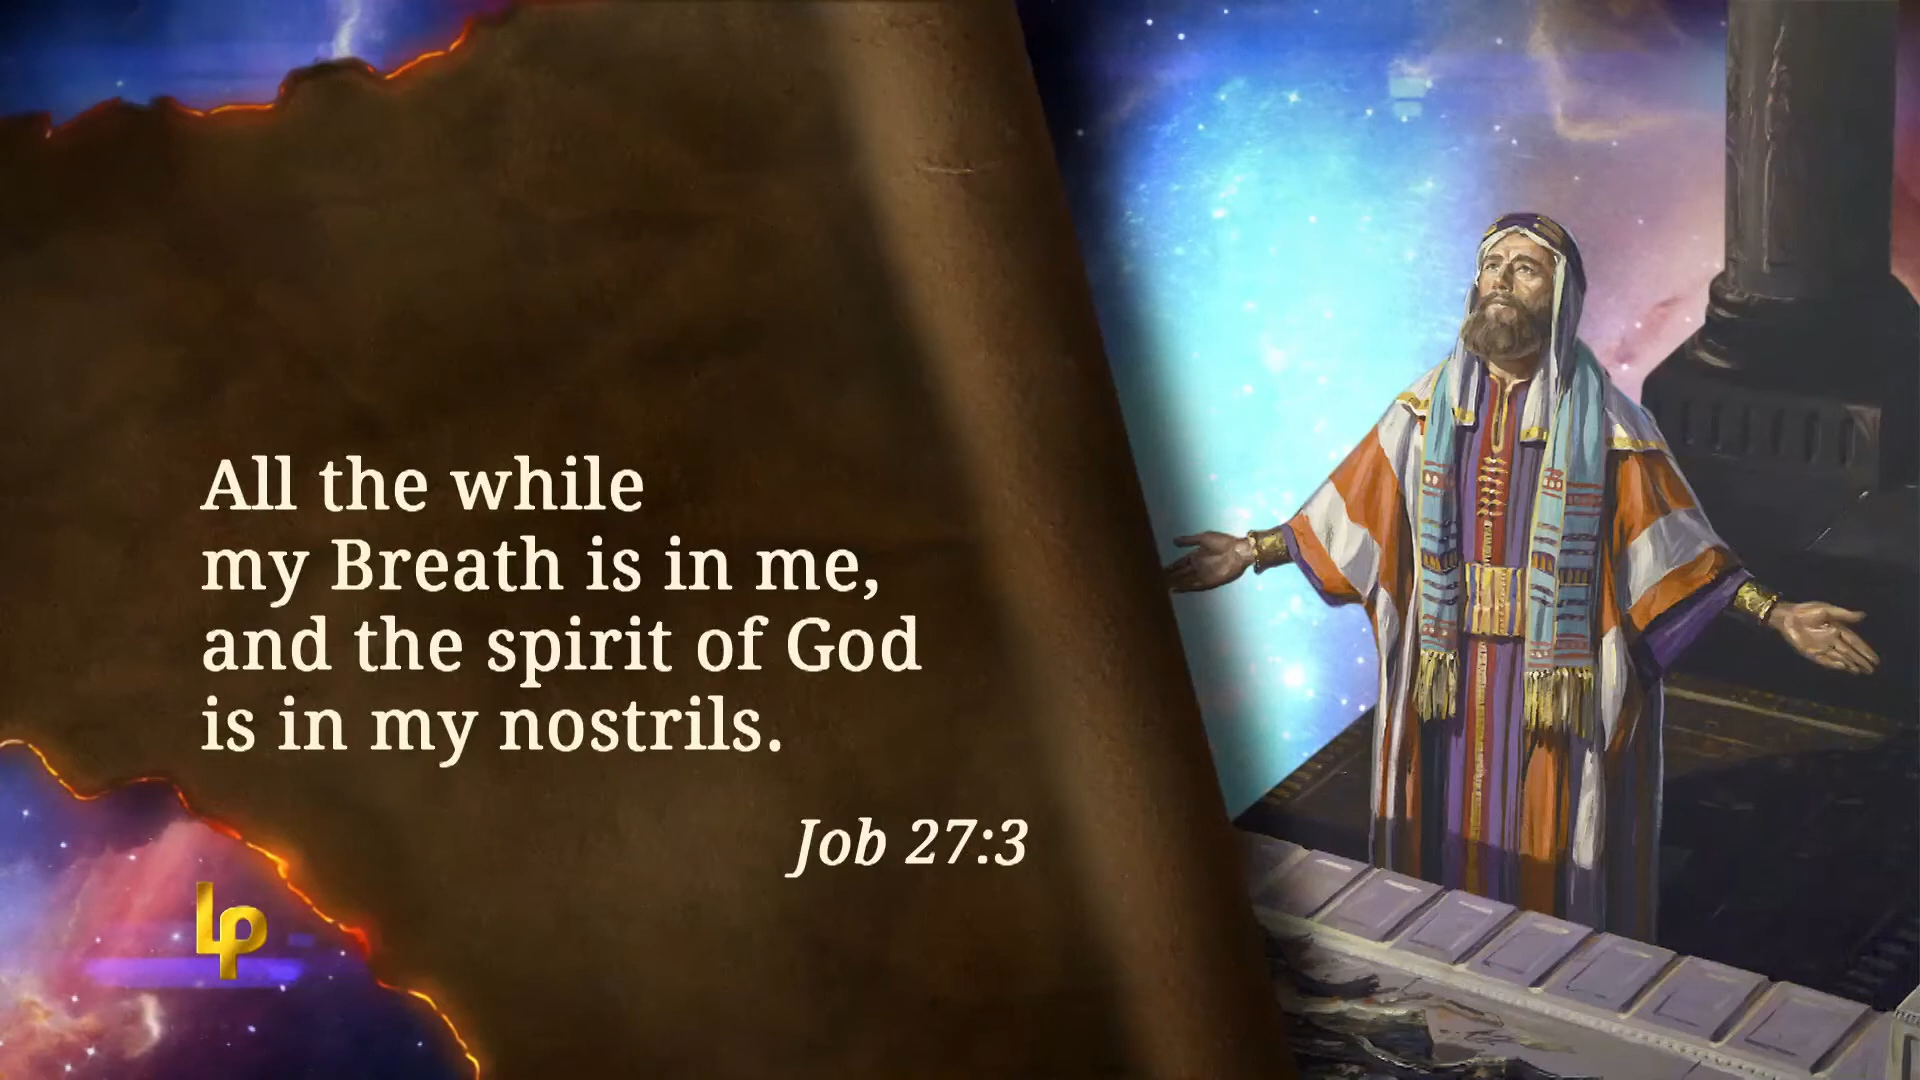 All the while
my Breath is in me,
and the spirit of God
is in my nostrils.
Job 27:3
LP